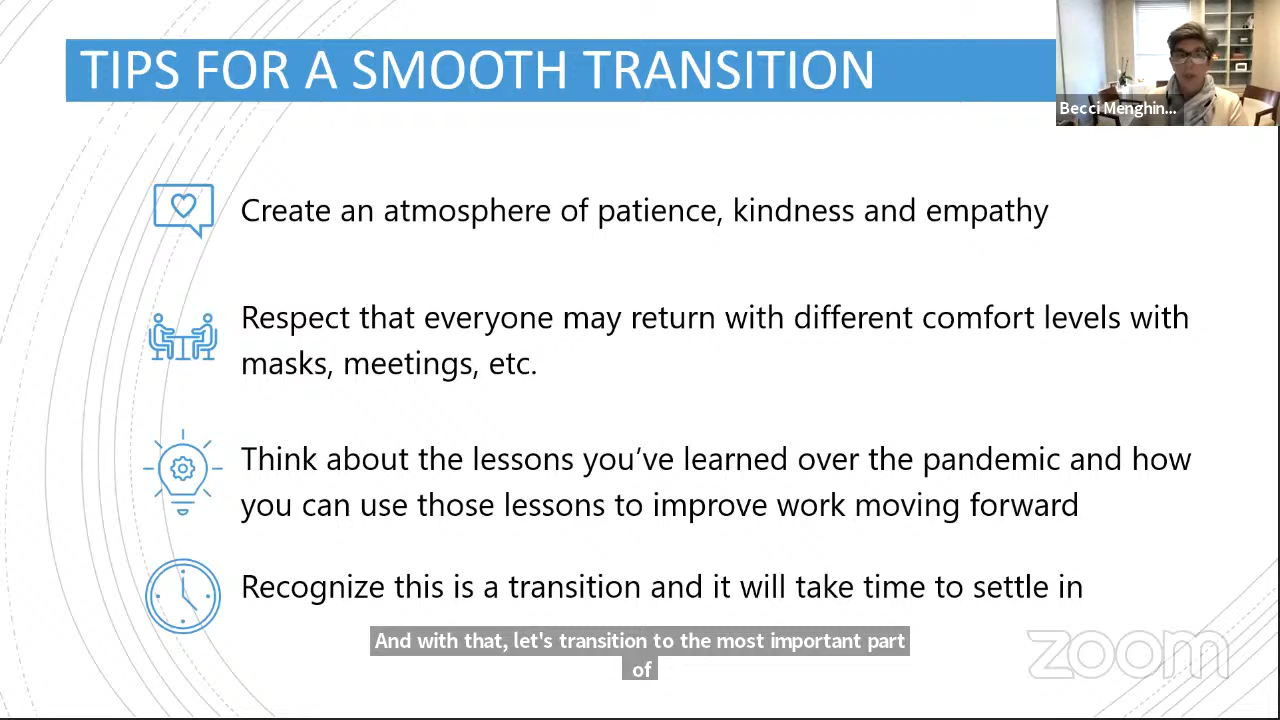 TIPS FOR A SMOOTH TRANSITION
Becci Menghin...
Create an atmosphere of patience, kindness and empathy
Respect that everyone may return with different comfort levels with
masks, meetings, etc.
Think about the lessons you’ve learned over the pandemic and how
you can use those lessons to improve work moving forward
Recognize this is a transition and it will take time to settle in
And with that, let's transition to the most important part
of
zoom